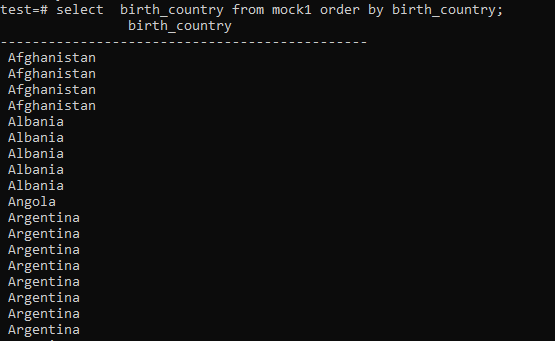 test=# select  birth_country from mock1 order by birth_country;
                birth_country
----------------------------------------------
 Afghanistan
 Afghanistan
 Afghanistan
 Afghanistan
 Albania
 Albania
 Albania
 Albania
 Albania
 Angola
 Argentina
 Argentina
 Argentina
 Argentina
 Argentina
 Argentina
 Argentina
 Argentina